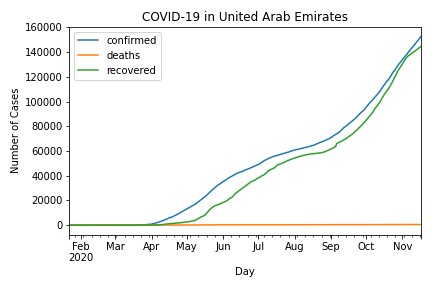 COVID-19 in United Arab Emirates
160000
140000
120000
100000
80000
60000
40000
20000
0
Number of Cases
confirmed
deaths
recovered
Feb Mar Apr May Jun Jul Aug Sep Oct Nov
2020
Day